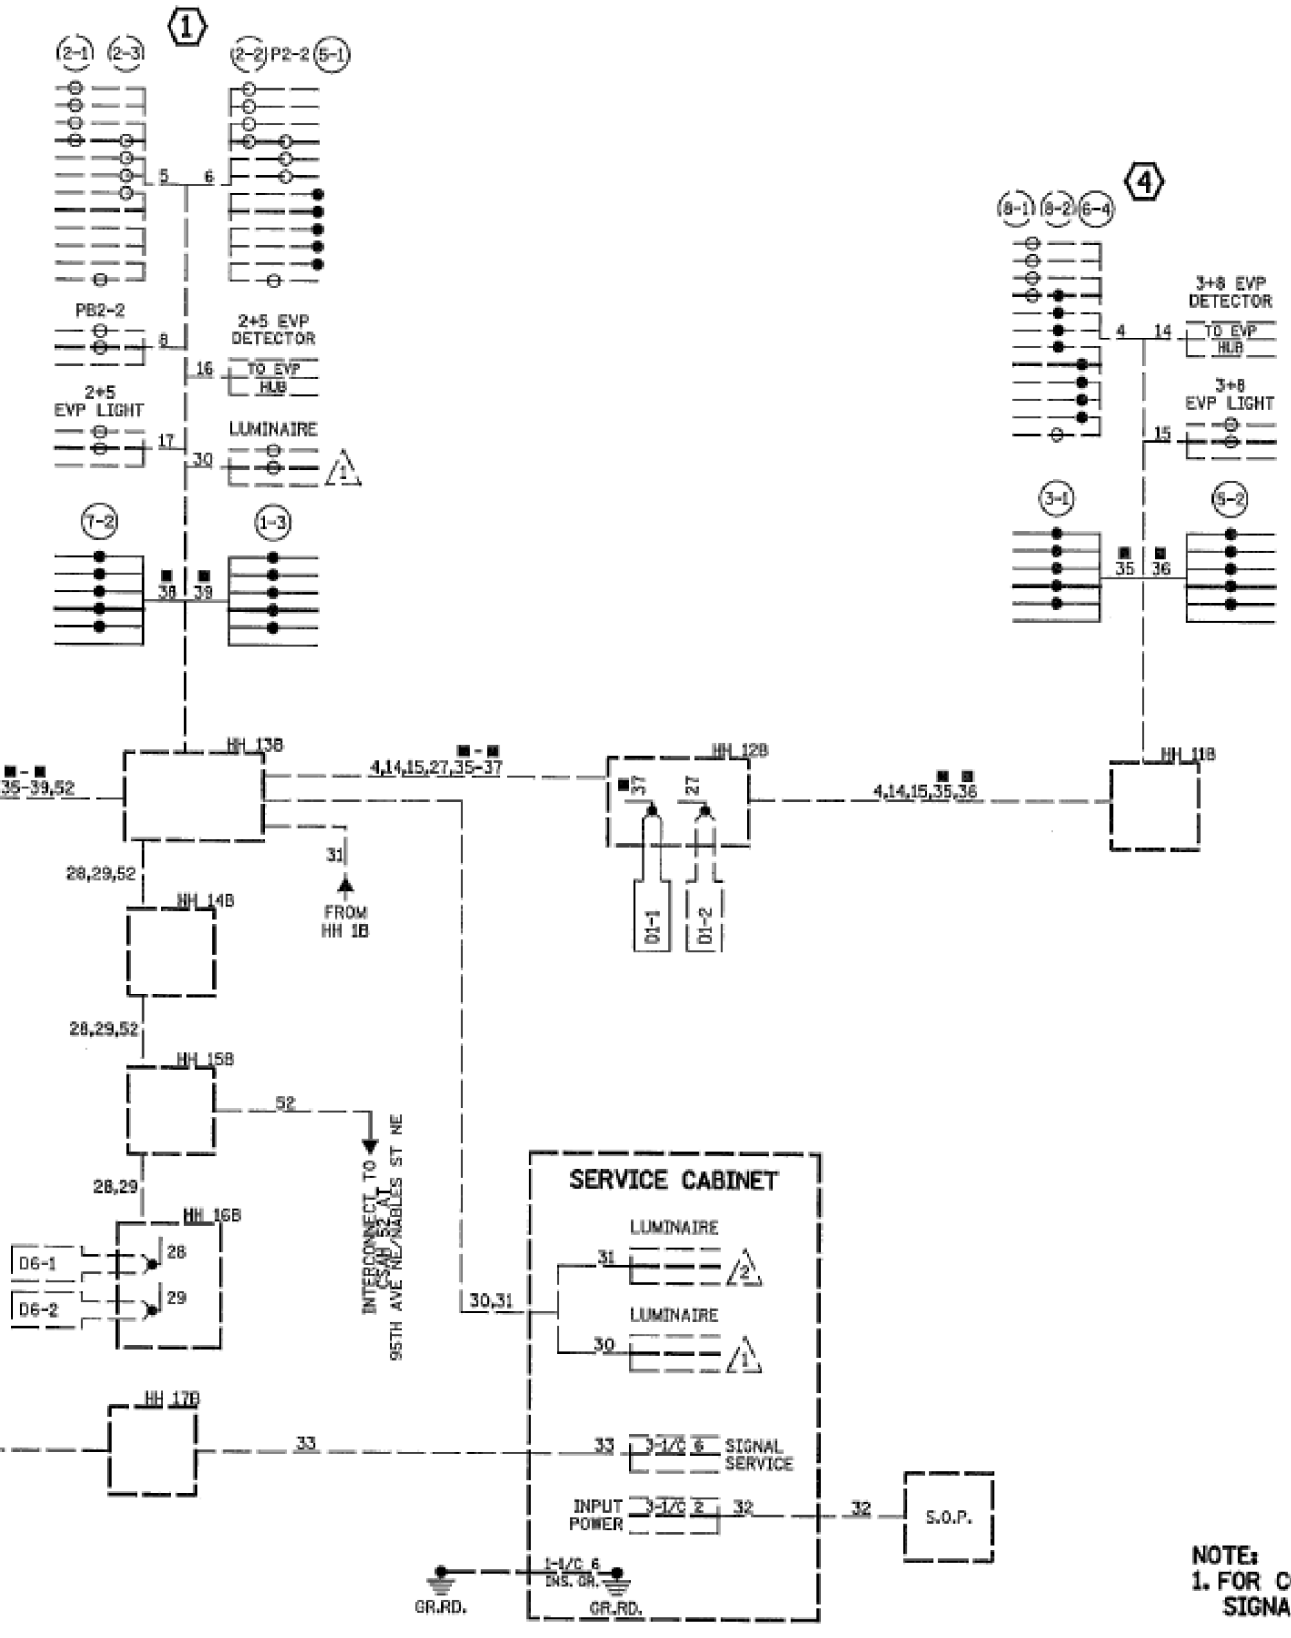 1
2-1 2-3 2-2 P2-2 5-1
5 6
PB2-2
8
2+5 EVP
DETECTOR
16
TO EVP
HUB
2+5
EVP LIGHT
17
LUMINAIRE
30
1
7-2
1-3
38 39
4
8-1 8-2 6-4
4 14
3+8 EVP
DETECTOR
TO EVP
HUB
3+8
EVP LIGHT
15
3-1
5-2
35 36
HH 13B
35-39,52
4,14,15,27,35-37
HH 12B
37
27
D1-1
D1-2
4,14,15,35,36
HH 11B
31
FROM
HH 1B
28,29,52
HH 14B
28,29,52
HH 15B
52
INTERCONNECT TO
CSAH 52 AT
95TH AVE NE/NABLES ST NE
28,29
HH 16B
D6-1
28
D6-2
29
30,31
SERVICE CABINET
LUMINAIRE
31
2
LUMINAIRE
30
1
HH 17B
33
33
3-1/C 6
SIGNAL
SERVICE
INPUT
POWER
3-1/C 2
32
32
S.O.P.
1-1/C 6
INS. GR.
GR.RD.
GR.RD.
NOTE:
1. FOR C
SIGNA